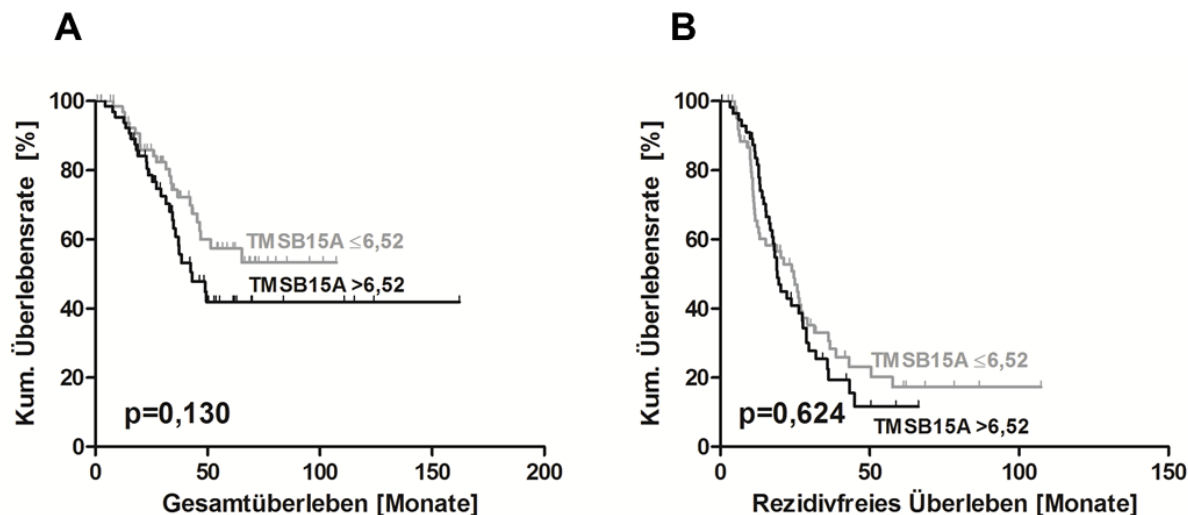 A
Kum. Überlebensrate [%]
100
80
60
40
20
0
TMSB15A ≤6,52
TMSB15A >6,52
p=0,130
0 50 100 150 200
Gesamtüberleben [Monate]
B
Kum. Überlebensrate [%]
100
80
60
40
20
0
TMSB15A ≤6,52
p=0,624
TMSB15A >6,52
0 50 100 150
Rezidivfreies Überleben [Monate]